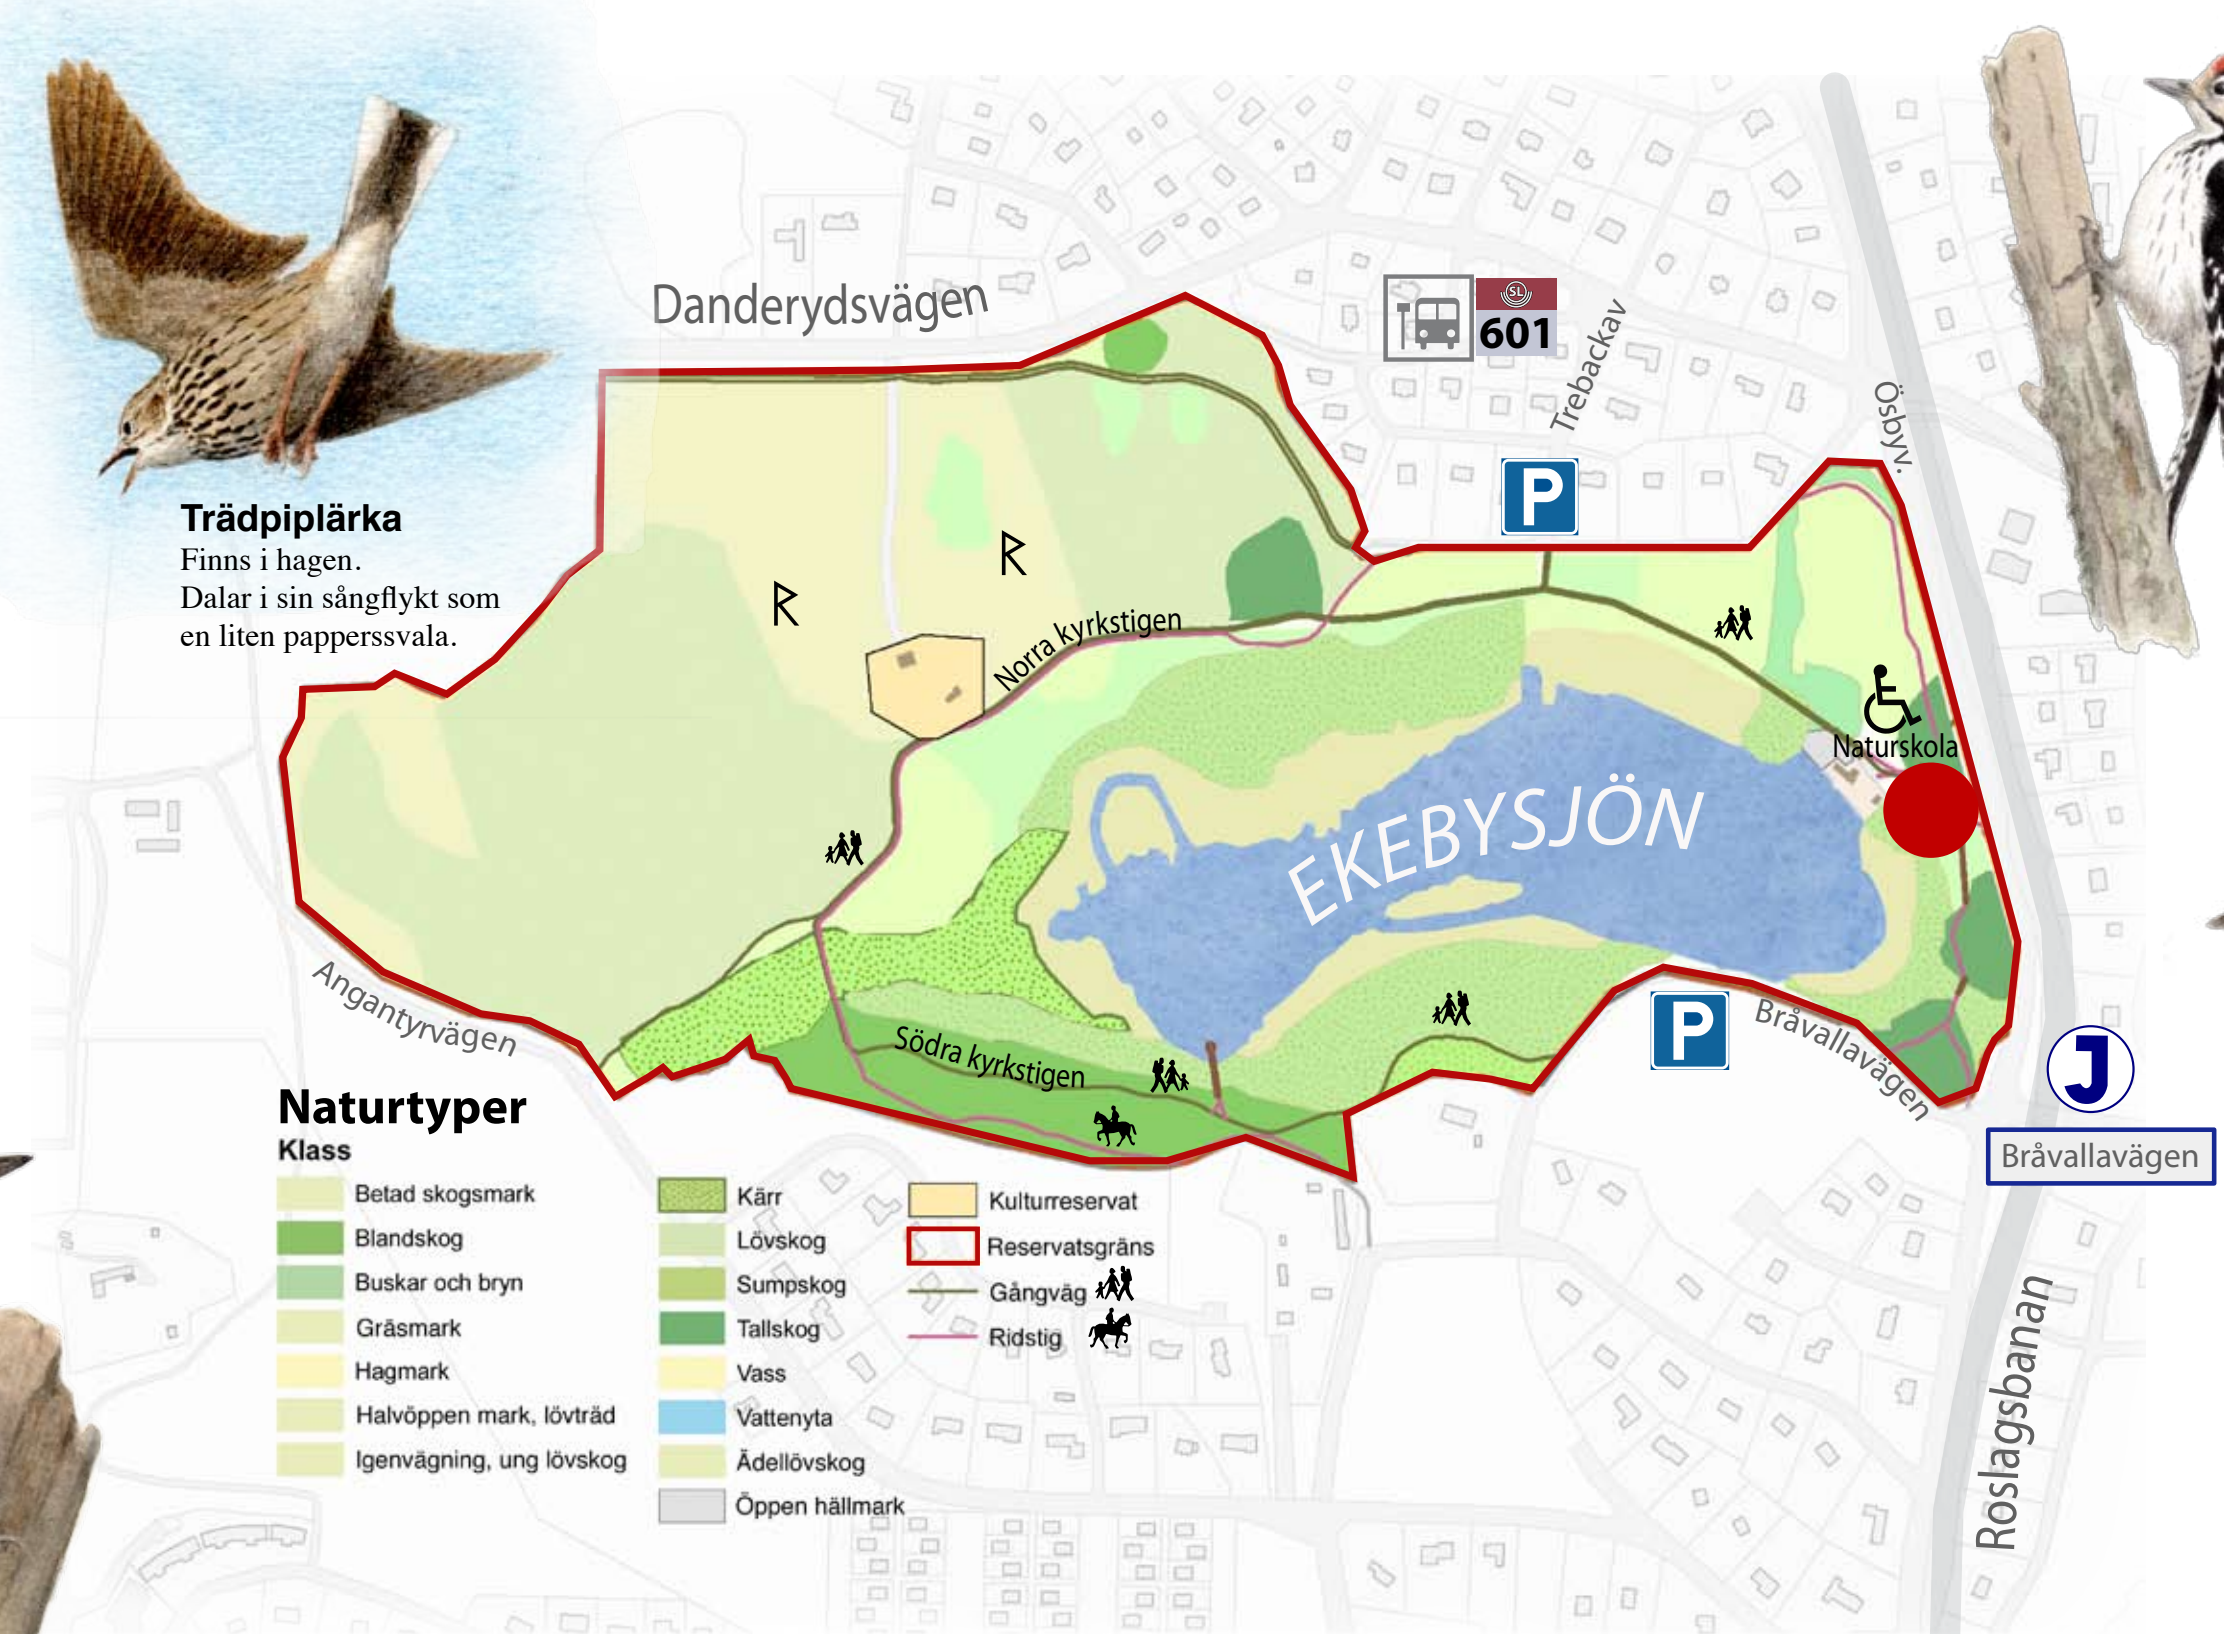 Danderydsvägen
SL
601
Trebackav
Ösbyv.
P
Trädpiplärka
Finns i hagen.
Dalar i sin sångflykt som
en liten papperssvala.
R
R
Norra kyrkstigen
Naturskola
EKEBYSJÖN
Angantyrvägen
Södra kyrkstigen
P
Bråvallavägen
J
Bråvallavägen
Roslagsbanan
Naturtyper
Klass
Betad skogsmark
Blandskog
Buskar och bryn
Gräsmark
Hagmark
Halvöppen mark, lövträd
Igenvägning, ung lövskog
Kärr
Lövskog
Sumpskog
Tallskog
Vass
Vattenyta
Ädellövskog
Öppen hällmark
Kulturreservat
Reservatsgräns
Gångväg
Ridstig